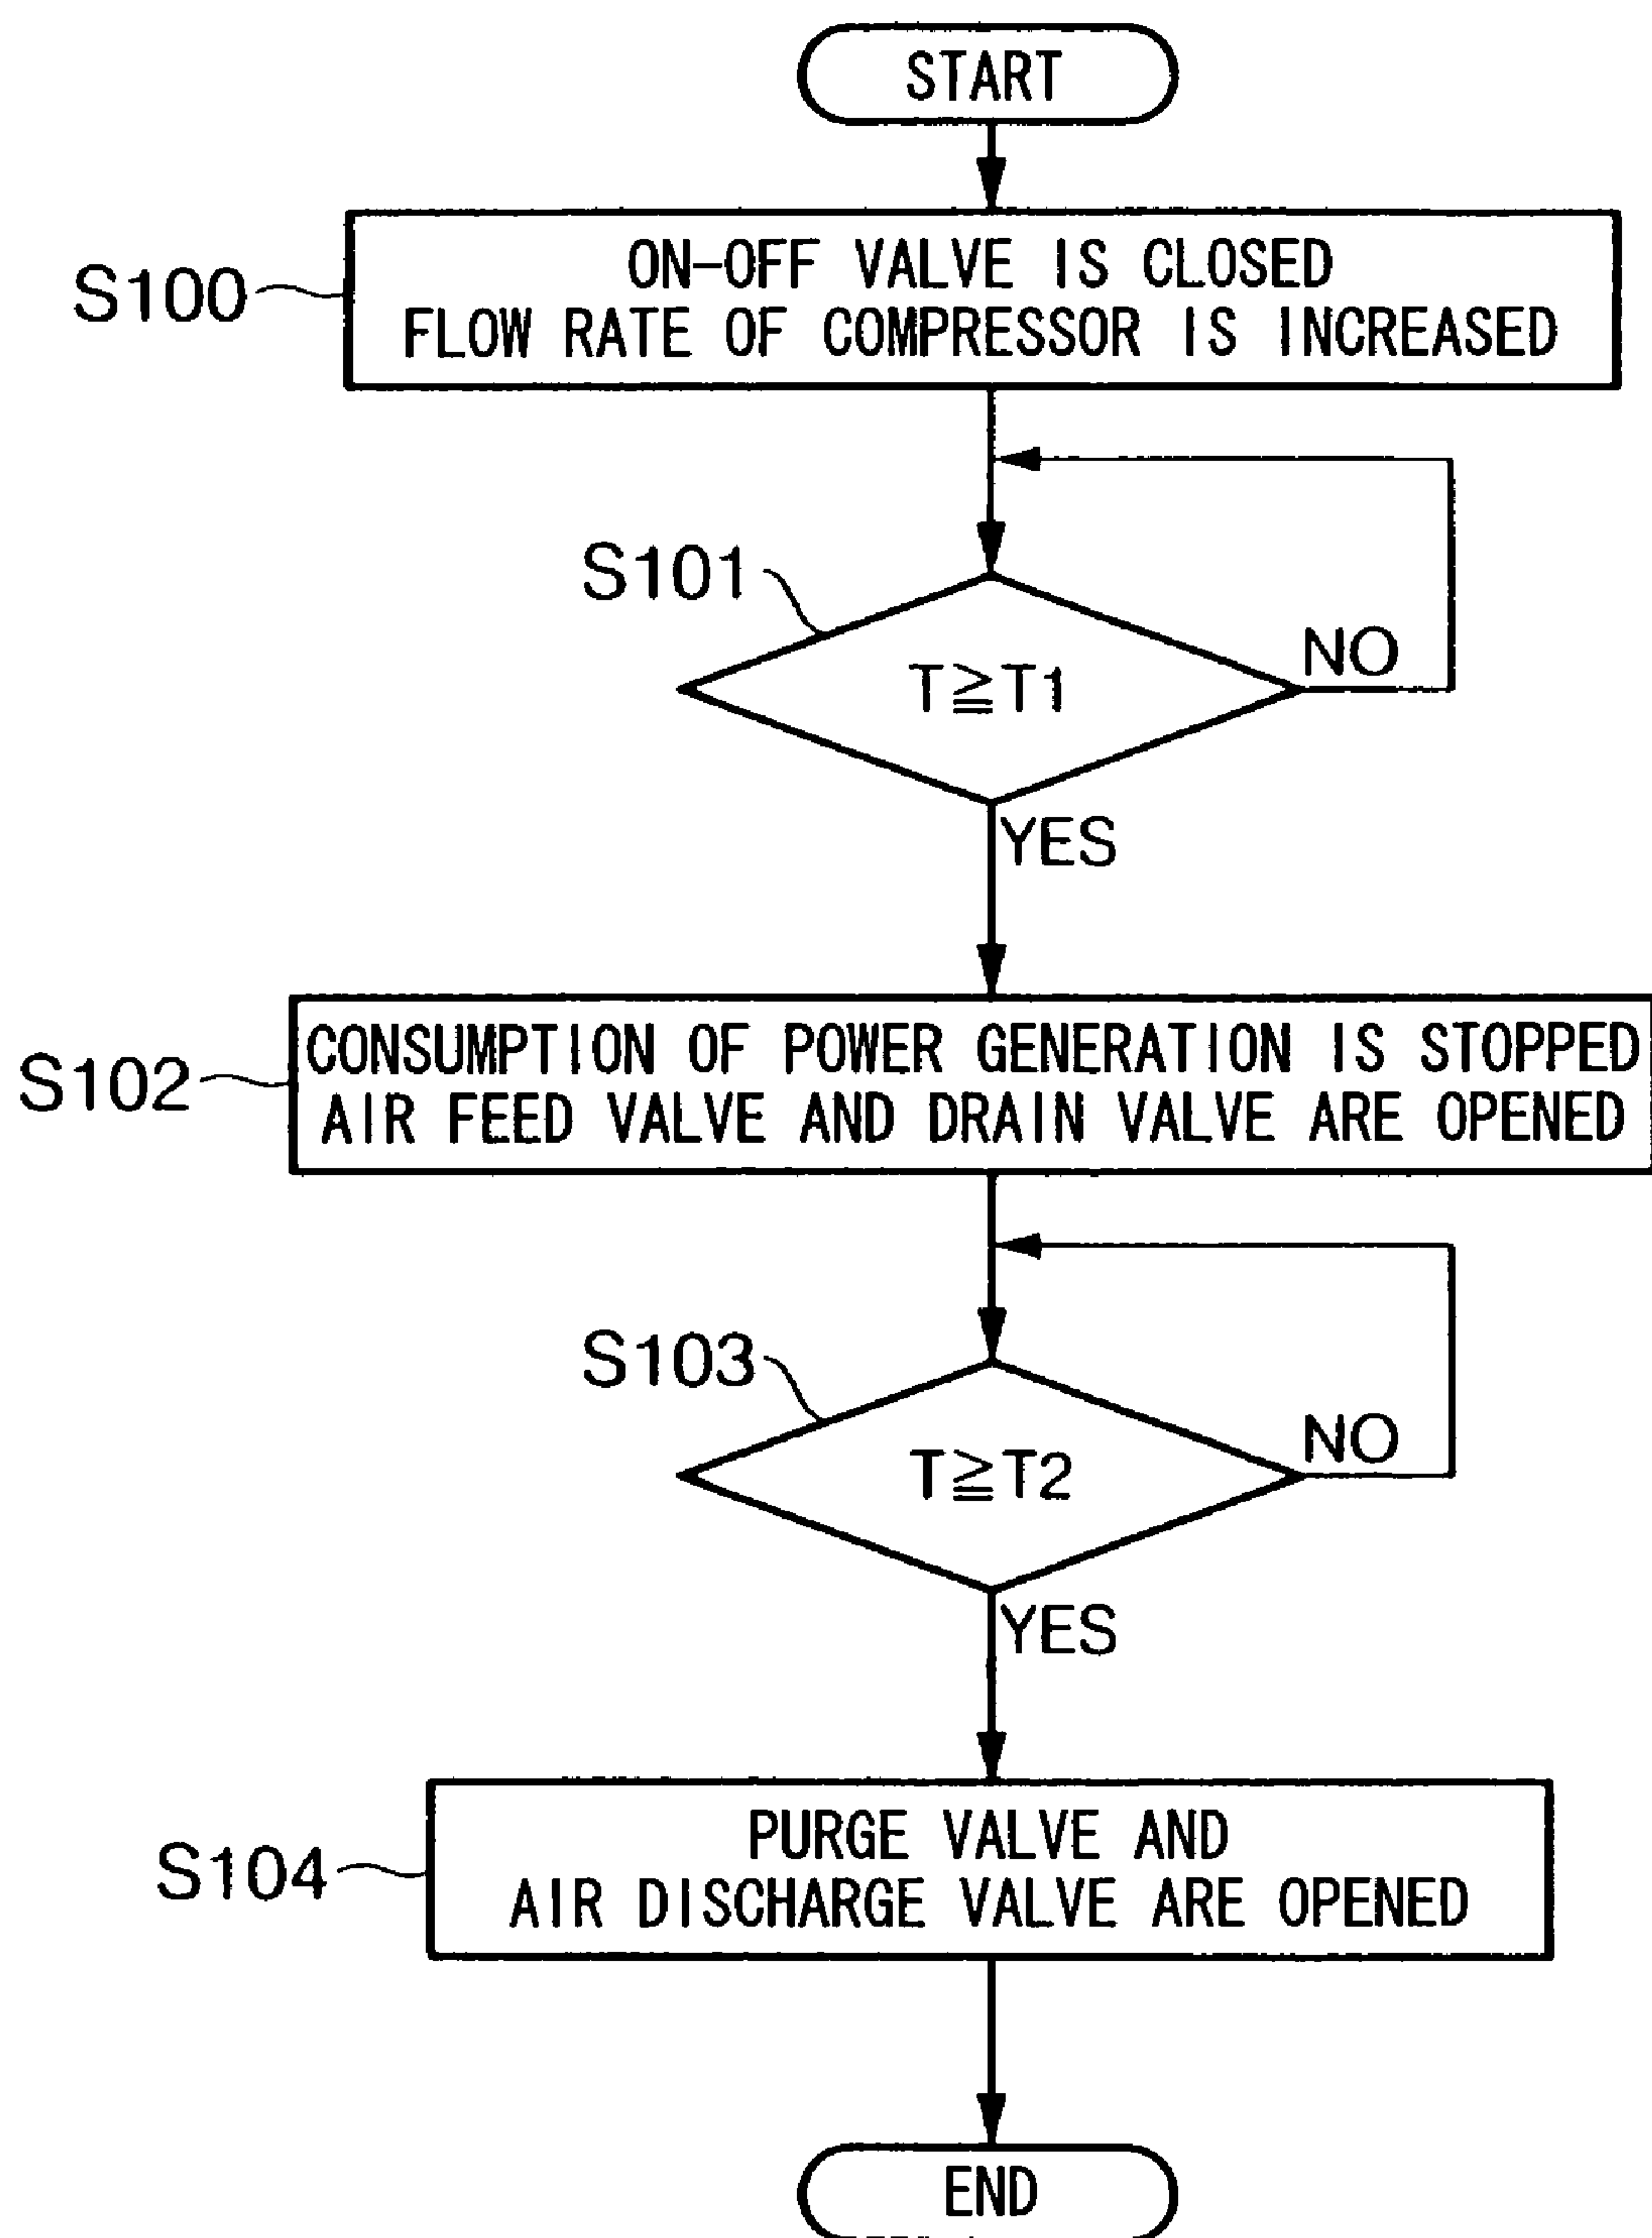 START
S100
ON-OFF VALVE IS CLOSED
FLOW RATE OF COMPRESSOR IS INCREASED
S101
T≧T1
NO
YES
S102
CONSUMPTION OF POWER GENERATION IS STOPPED
AIR FEED VALVE AND DRAIN VALVE ARE OPENED
S103
T≧T2
NO
YES
S104
PURGE VALVE AND
AIR DISCHARGE VALVE ARE OPENED
END